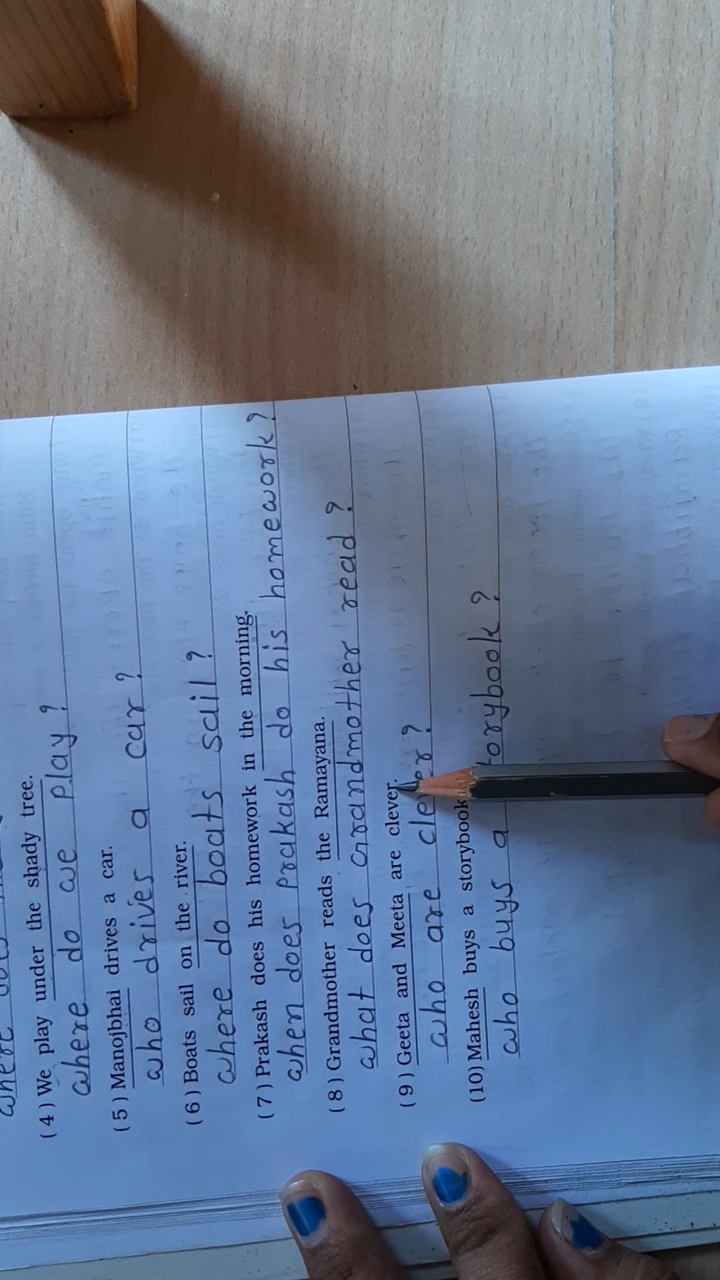 (4) We play under the shady tree.
where do we play?
(5) Manojbhai drives a car.
who drives a car?
(6) Boats sail on the river.
where do boats sail?
(7) Prakash does his homework in the morning.
when does prakash do his homework?
(8) Grandmother reads the Ramayana.
what does Grandmother read?
(9) Geeta and Meeta are clever.
who are clever?
(10) Mahesh buys a storybook
who buys a storybook?